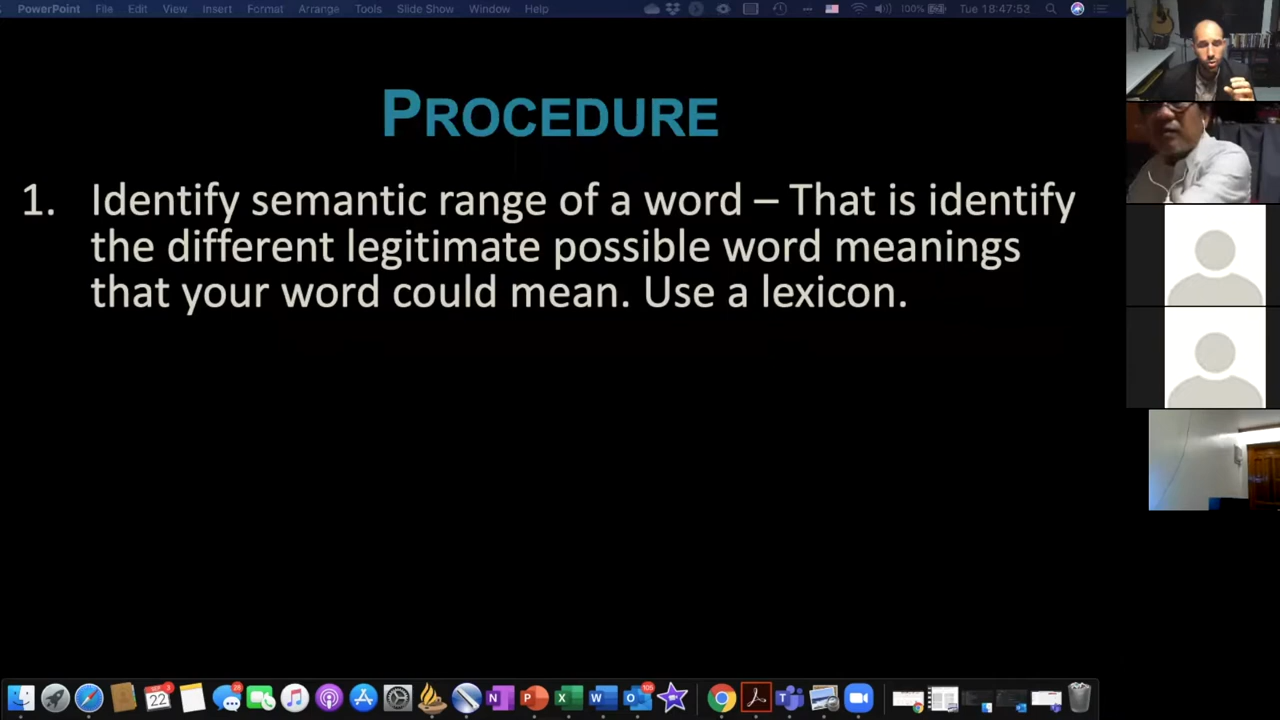 PowerPoint File Edit View Insert Format Arrange Tools Slide Show Window Help 100% Tue 18:47:53
PROCEDURE
1. Identify semantic range of a word – That is identify
the different legitimate possible word meanings
that your word could mean. Use a lexicon.
22